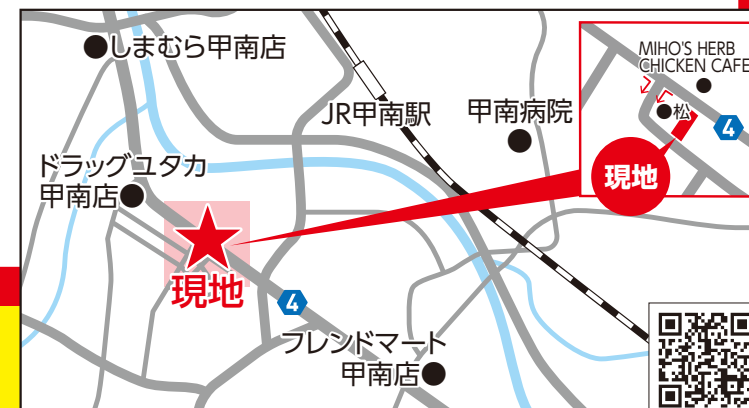 しまむら甲南店
MIHO'S HERB
CHICKEN CAFE
JR甲南駅
甲南病院
松
4
現地
ドラッグユタカ
甲南店
現地
4
フレンドマート
甲南店